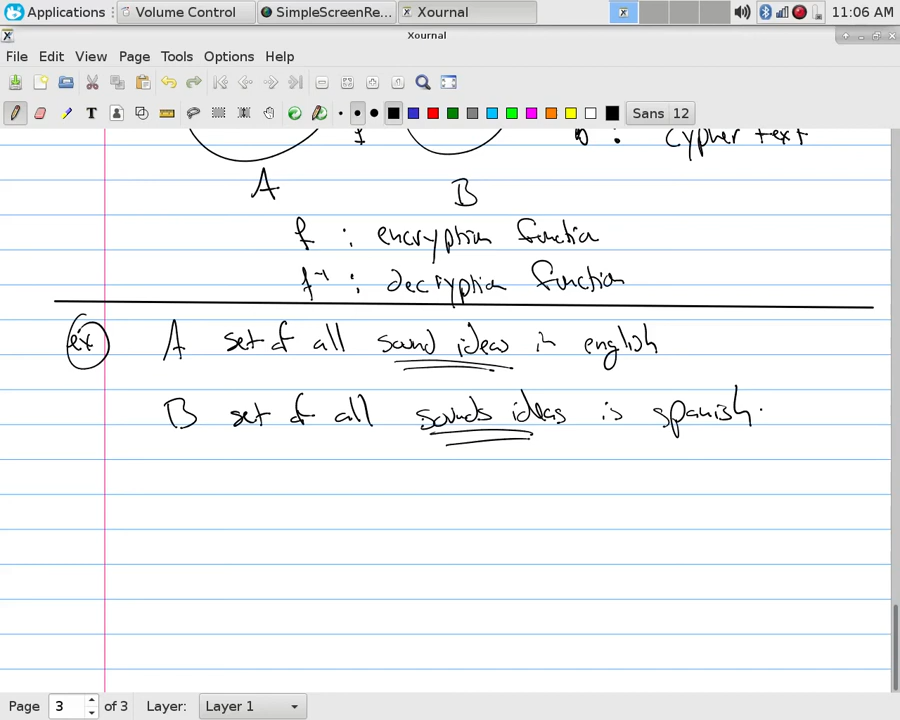 Applications
Volume Control
SimpleScreenRe...
Xournal
11:06 AM
Xournal
File Edit View Page Tools Options Help
Sans 12
f
b : cypher text
A
B
f : encryption function
f⁻¹ : decryption function
ex A set of all sound ideas in english
B set of all sounds ideas is spanish.
Page 3 of 3 Layer: Layer 1